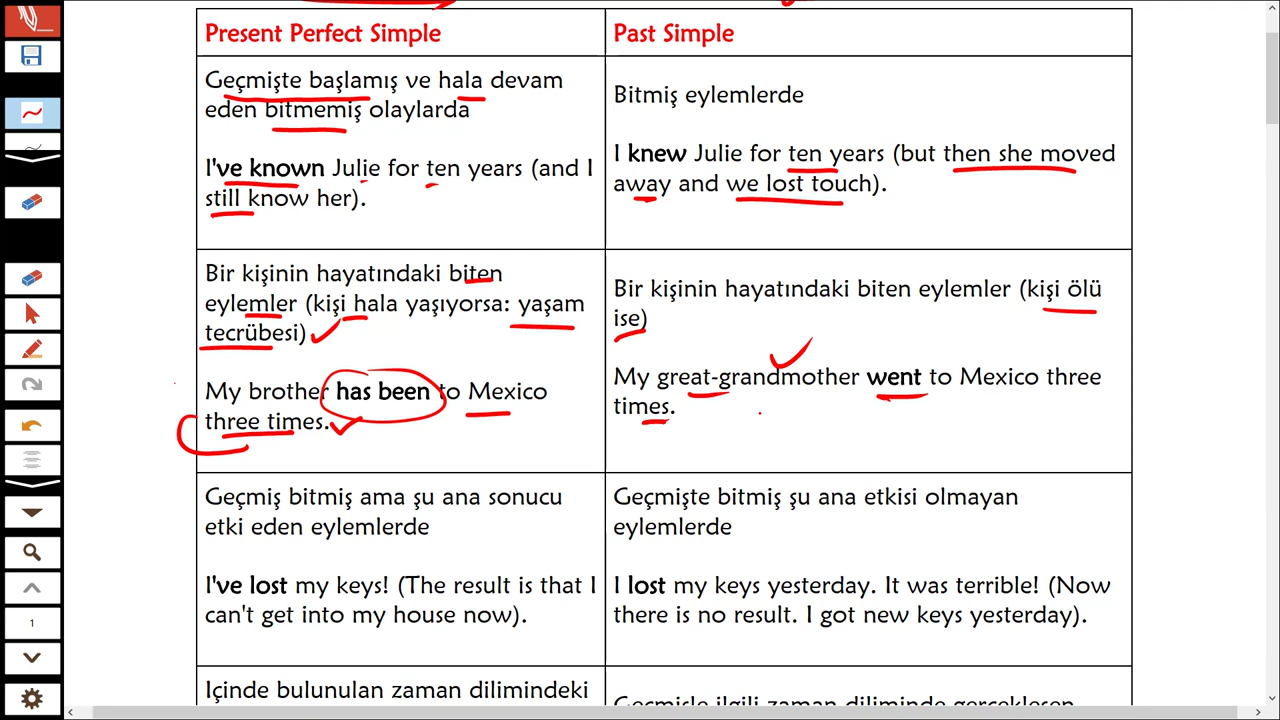 Present Perfect Simple
Past Simple
Geçmişte başlamış ve hala devam
eden bitmemiş olaylarda
I've known Julie for ten years (and I
still know her).
Bitmiş eylemlerde
I knew Julie for ten years (but then she moved
away and we lost touch).
Bir kişinin hayatındaki biten
eylemler (kişi hala yaşıyorsa: yaşam
tecrübesi)
My brother has been to Mexico
three times.
Bir kişinin hayatındaki biten eylemler (kişi ölü
ise)
My great-grandmother went to Mexico three
times.
Geçmiş bitmiş ama şu ana sonucu
etki eden eylemlerde
I've lost my keys! (The result is that I
can't get into my house now).
Geçmişte bitmiş şu ana etkisi olmayan
eylemlerde
I lost my keys yesterday. It was terrible! (Now
there is no result. I got new keys yesterday).
Içinde bulunulan zaman dilimindeki
Geçmişle ilgili zaman diliminde gerçekleşen
1